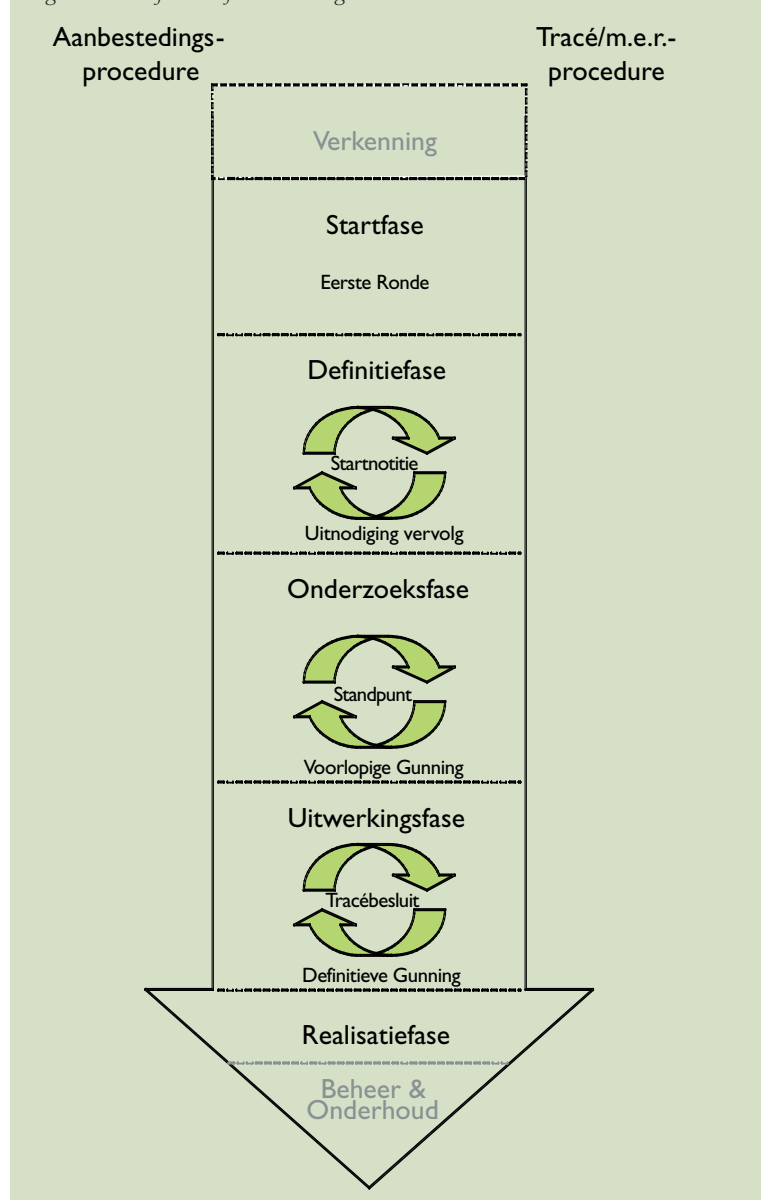 Aanbestedings-
procedure
Tracé/m.e.r.-
procedure
Verkenning
Startfase
Eerste Ronde
Definitiefase
Startnotitie
Uitnodiging vervolg
Onderzoeksfase
Standpunt
Voorlopige Gunning
Uitwerkingsfase
Tracébesluit
Definitieve Gunning
Realisatiefase
Beheer &
Onderhoud